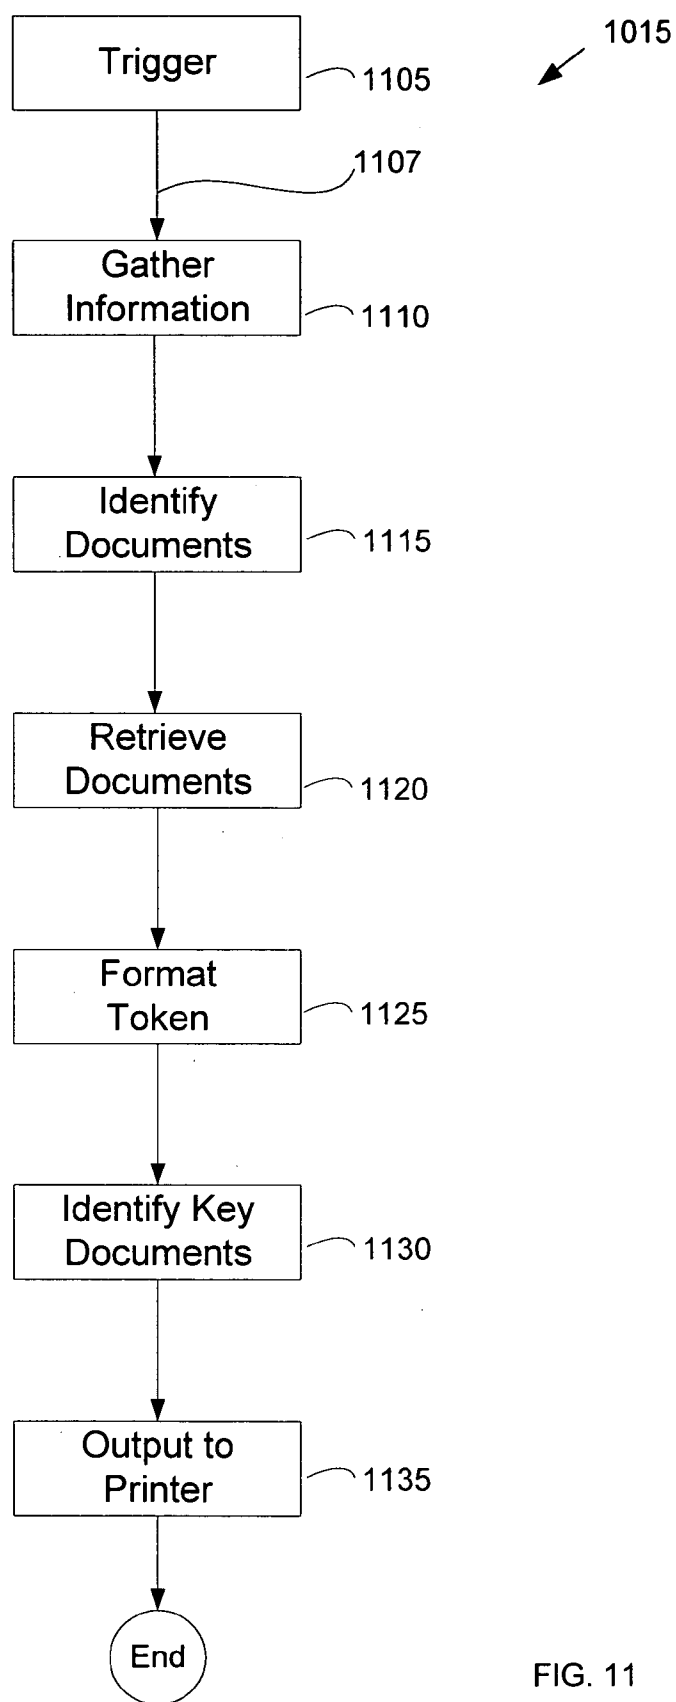 1015
Trigger
1105
1107
Gather
Information
1110
Identify
Documents
1115
Retrieve
Documents
1120
Format
Token
1125
Identify Key
Documents
1130
Output to
Printer
1135
End
FIG. 11